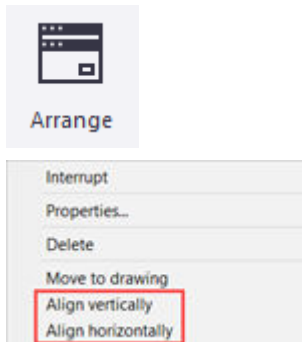 Arrange
Interrupt
Properties...
Delete
Move to drawing
Align vertically
Align horizontally